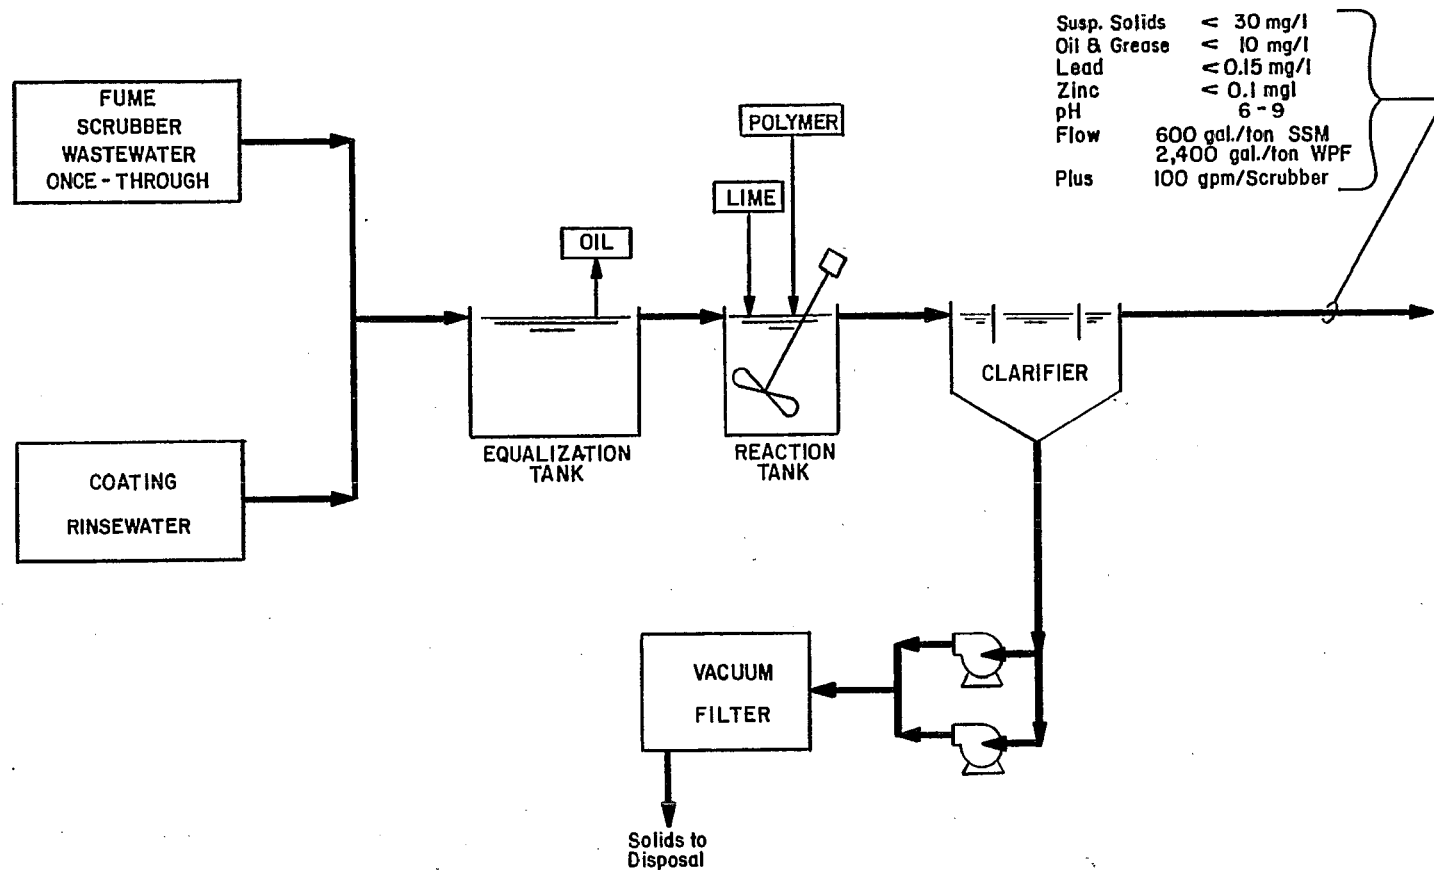 Susp. Solids < 30 mg/l
Oil & Grease < 10 mg/l
Lead < 0.15 mg/l
Zinc < 0.1 mgl
pH 6 - 9
Flow 600 gal./ton SSM
2,400 gal./ton WPF
Plus 100 gpm/Scrubber
FUME
SCRUBBER
WASTEWATER
ONCE-THROUGH
POLYMER
LIME
OIL
EQUALIZATION
TANK
REACTION
TANK
CLARIFIER
COATING
RINSEWATER
VACUUM
FILTER
Solids to
Disposal